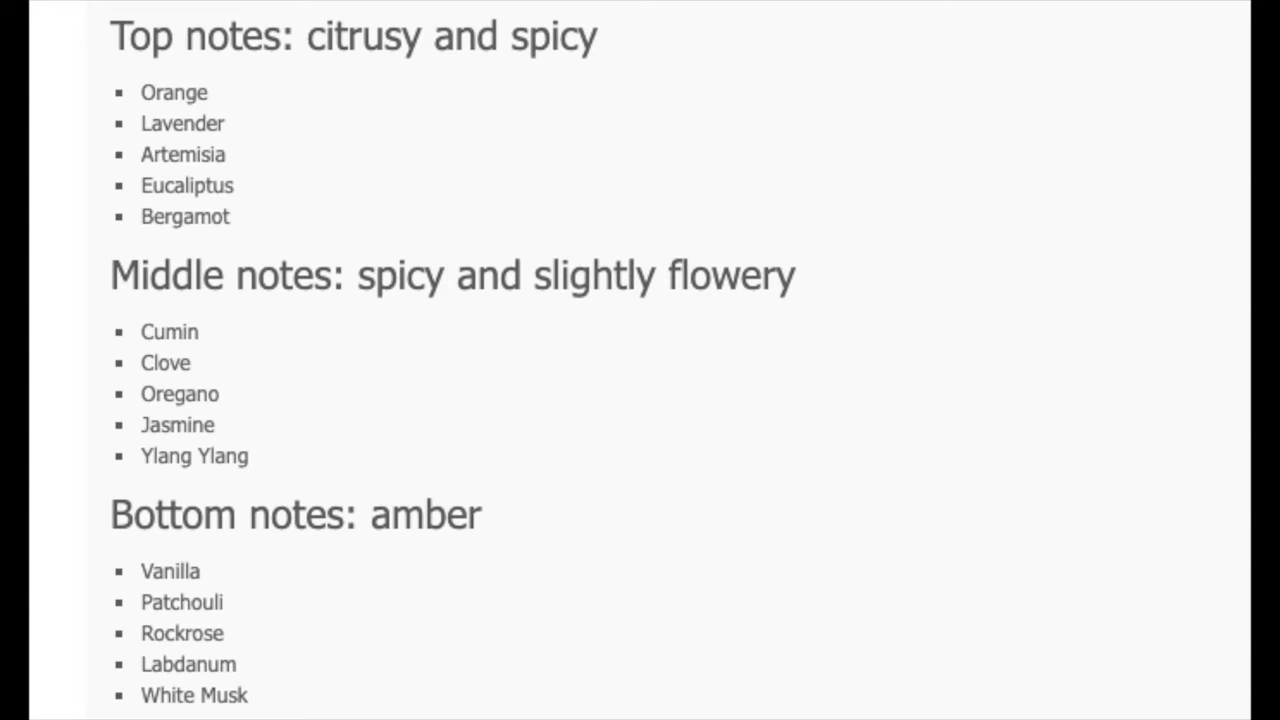 Top notes: citrusy and spicy
Orange
Lavender
Artemisia
Eucaliptus
Bergamot
Middle notes: spicy and slightly flowery
Cumin
Clove
Oregano
Jasmine
Ylang Ylang
Bottom notes: amber
Vanilla
Patchouli
Rockrose
Labdanum
White Musk